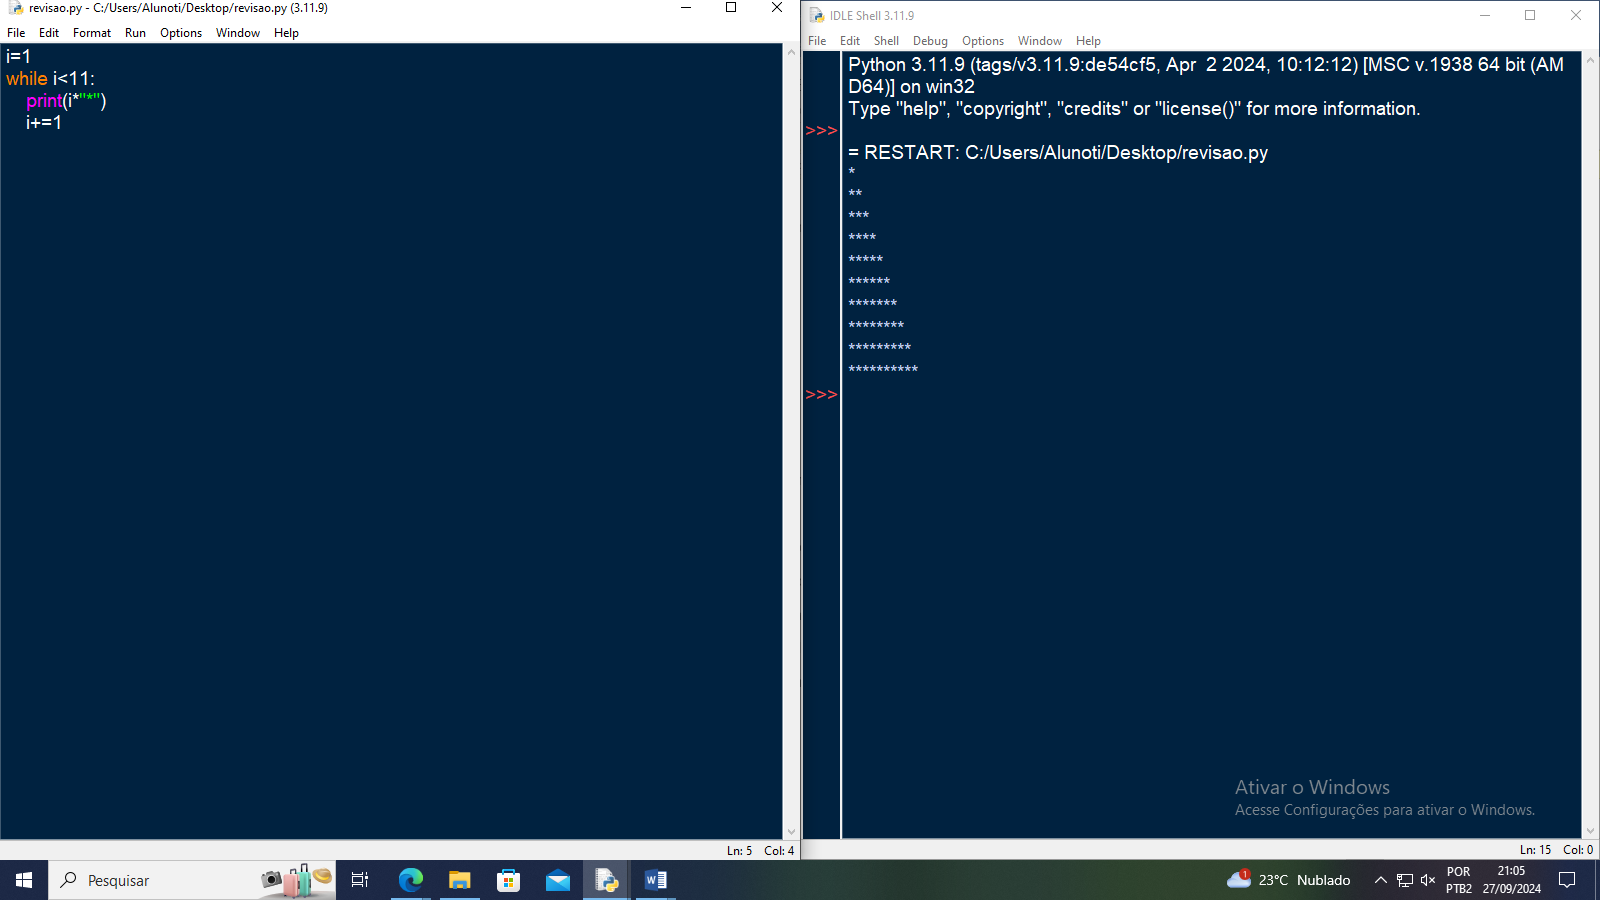 revisao.py - C:/Users/Alunoti/Desktop/revisao.py (3.11.9)
File Edit Format Run Options Window Help
i=1
while i<11:
    print(i*"*")
    i+=1
Ln: 5 Col: 4
IDLE Shell 3.11.9
File Edit Shell Debug Options Window Help
Python 3.11.9 (tags/v3.11.9:de54cf5, Apr  2 2024, 10:12:12) [MSC v.1938 64 bit (AM
D64)] on win32
Type "help", "copyright", "credits" or "license()" for more information.
>>>
= RESTART: C:/Users/Alunoti/Desktop/revisao.py
*
**
***
****
*****
******
*******
********
*********
**********
>>>
Ativar o Windows
Acesse Configurações para ativar o Windows.
Ln: 15 Col: 0
Pesquisar
1
23°C Nublado
POR
PTB2
21:05
27/09/2024